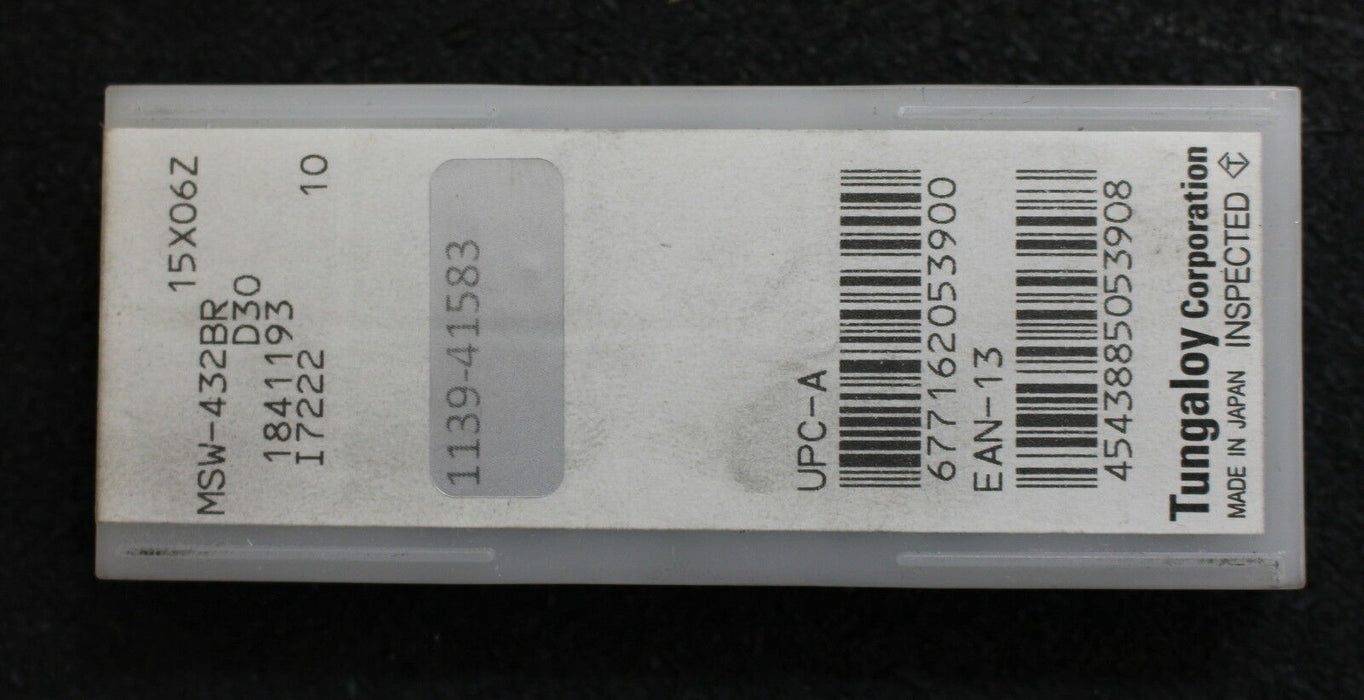 15X06Z
MSW-432BR
D30
1841193
I7222 10
1139-41583
UPC-A
677162053900
EAN-13
4543885053908
Tungaloy Corporation
MADE IN JAPAN INSPECTED